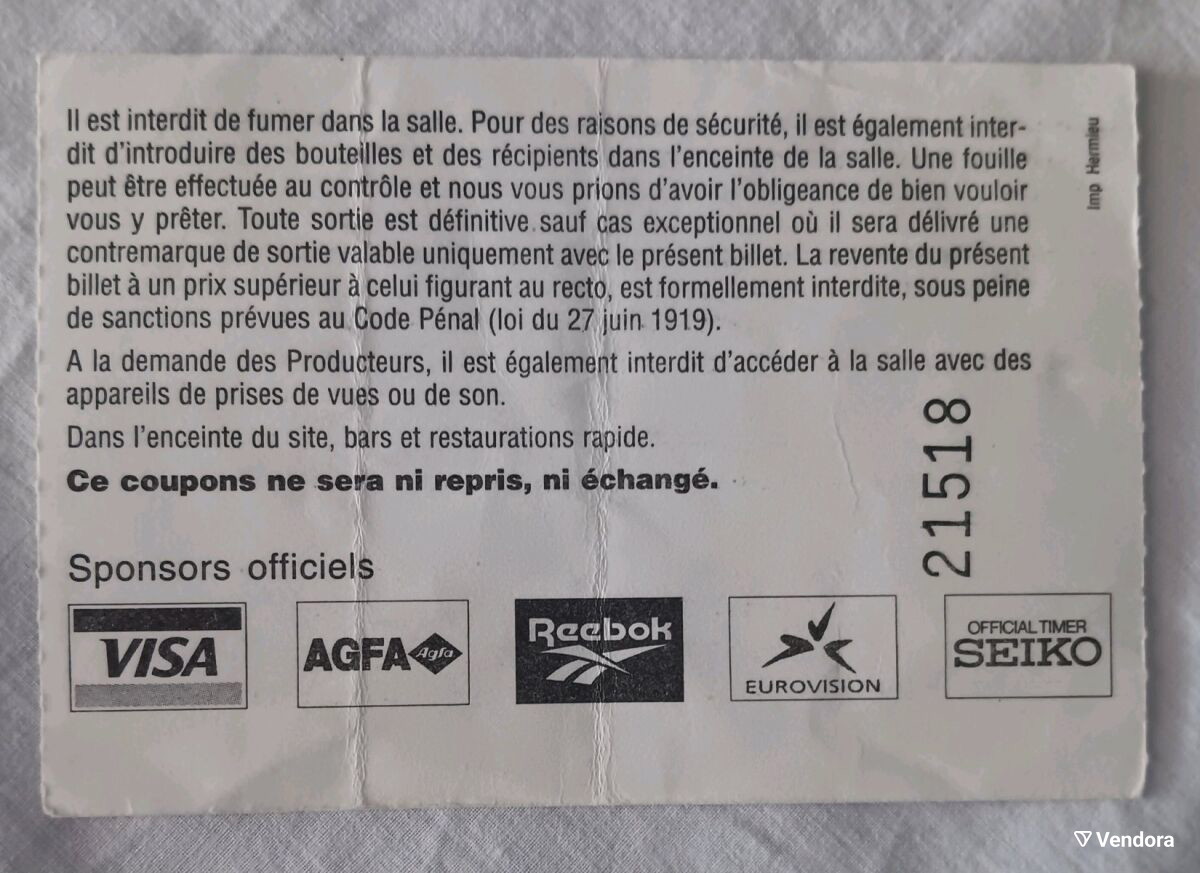 Il est interdit de fumer dans la salle. Pour des raisons de sécurité, il est également inter-
dit d'introduire des bouteilles et des récipients dans l'enceinte de la salle. Une fouille
peut être effectuée au contrôle et nous vous prions d'avoir l'obligeance de bien vouloir
vous y prêter. Toute sortie est définitive sauf cas exceptionnel où il sera délivré une
contremarque de sortie valable uniquement avec le présent billet. La revente du présent
billet à un prix supérieur à celui figurant au recto, est formellement interdite, sous peine
de sanctions prévues au Code Pénal (loi du 27 juin 1919).
A la demande des Producteurs, il est également interdit d'accéder à la salle avec des
appareils de prises de vues ou de son.
Dans l'enceinte du site, bars et restaurations rapide.
Ce coupons ne sera ni repris, ni échangé.
Imp Hermieu
21518
Sponsors officiels
VISA
AGFA Agfa
Reebok
EUROVISION
OFFICIAL TIMER
SEIKO
Vendora